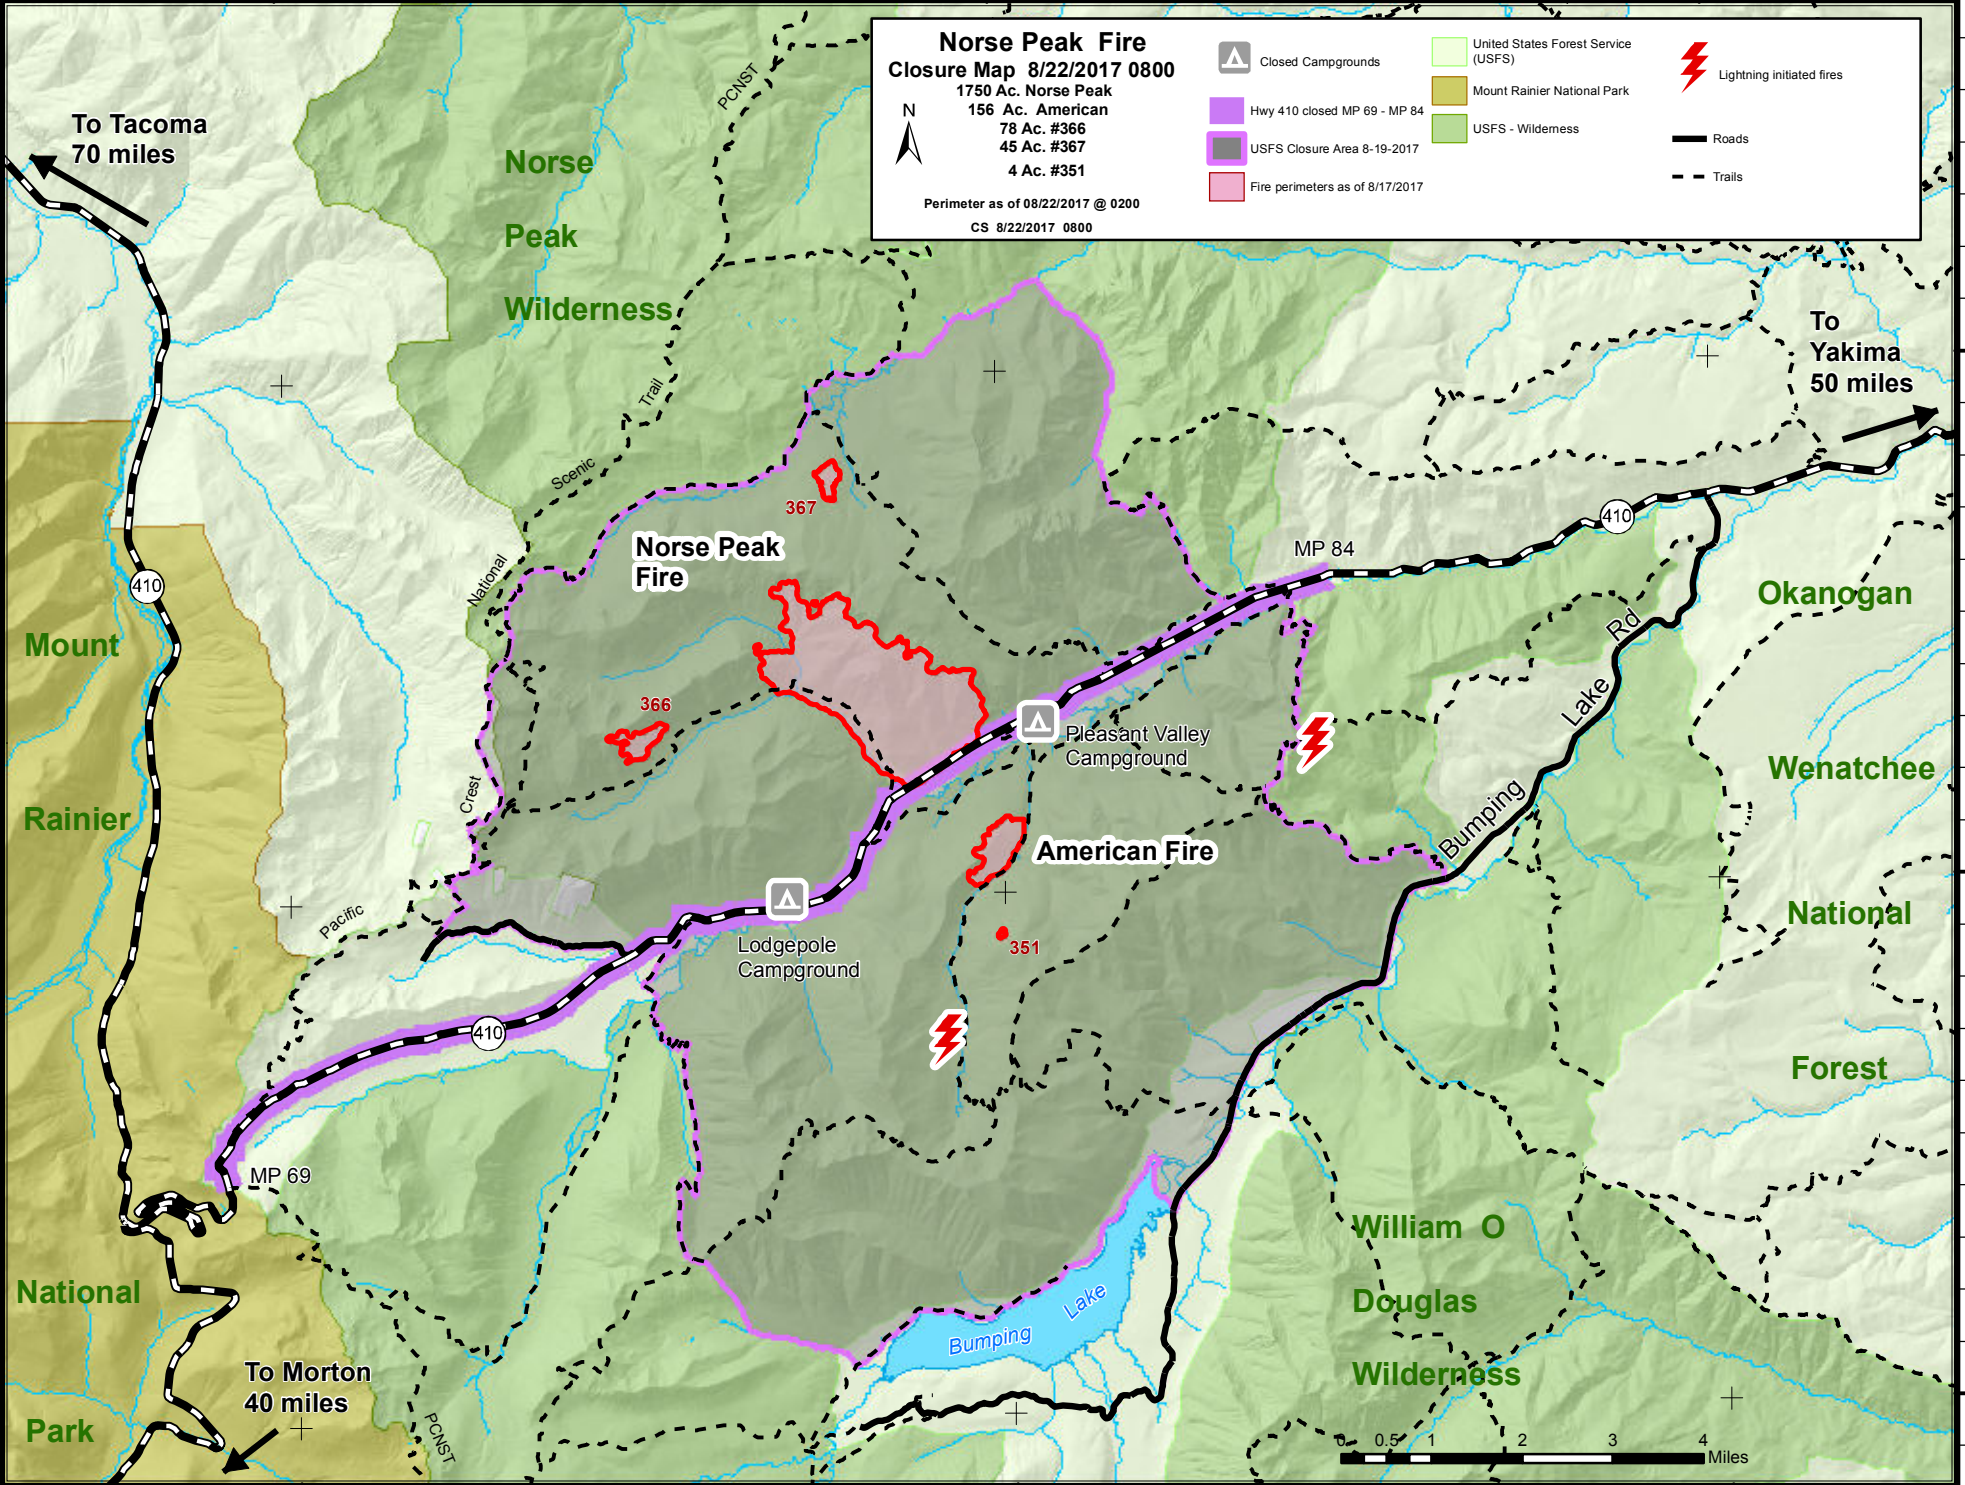 Norse Peak Fire
Closure Map 8/22/2017 0800
1750 Ac. Norse Peak
156 Ac. American
78 Ac. #366
45 Ac. #367
4 Ac. #351
Perimeter as of 08/22/2017 @ 0200
CS 8/22/2017 0800
N
Closed Campgrounds
Hwy 410 closed MP 69 - MP 84
USFS Closure Area 8-19-2017
Fire perimeters as of 8/17/2017
United States Forest Service
(USFS)
Mount Rainier National Park
USFS - Wilderness
Lightning initiated fires
Roads
Trails
To Tacoma
70 miles
PCNST
Norse
Peak
Wilderness
To
Yakima
50 miles
Trail
Scenic
National
Crest
Pacific
367
Norse Peak
Fire
410
MP 84
410
Okanogan
Wenatchee
National
Forest
Mount
Rainier
National
Park
366
Pleasant Valley
Campground
Bumping
Lake
Rd
American Fire
Lodgepole
Campground
351
410
MP 69
William O
Douglas
Wilderness
Bumping
Lake
To Morton
40 miles
PCNST
0 0.5 1 2 3 4
Miles